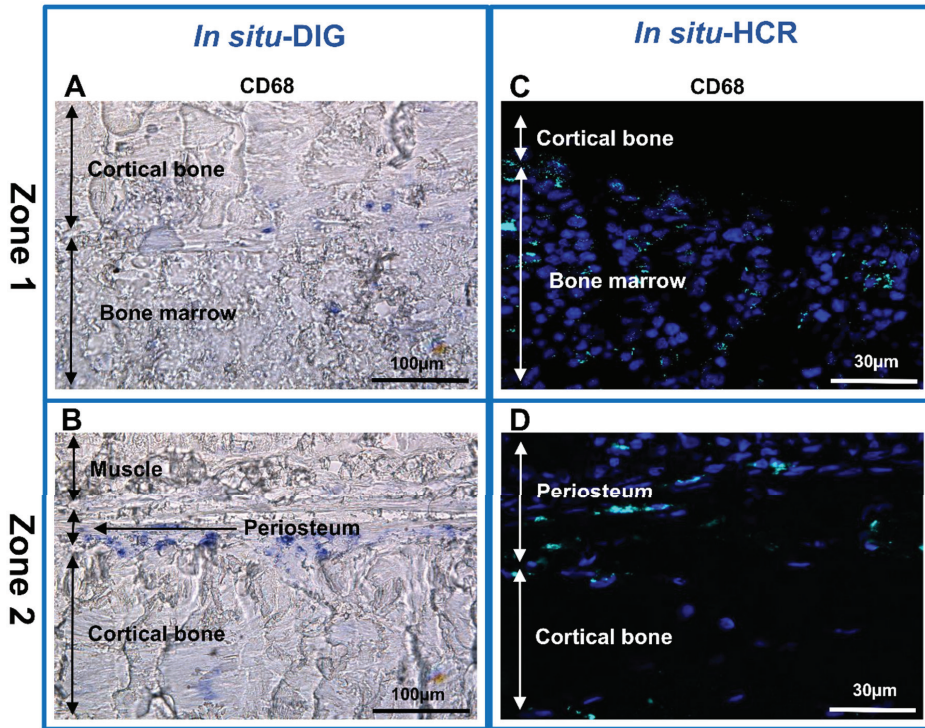 In situ-DIG
In situ-HCR
Zone 1
A
CD68
Cortical bone
Bone marrow
100µm
C
CD68
Cortical bone
Bone marrow
30µm
Zone 2
B
Muscle
Periosteum
Cortical bone
100µm
D
Periosteum
Cortical bone
30µm